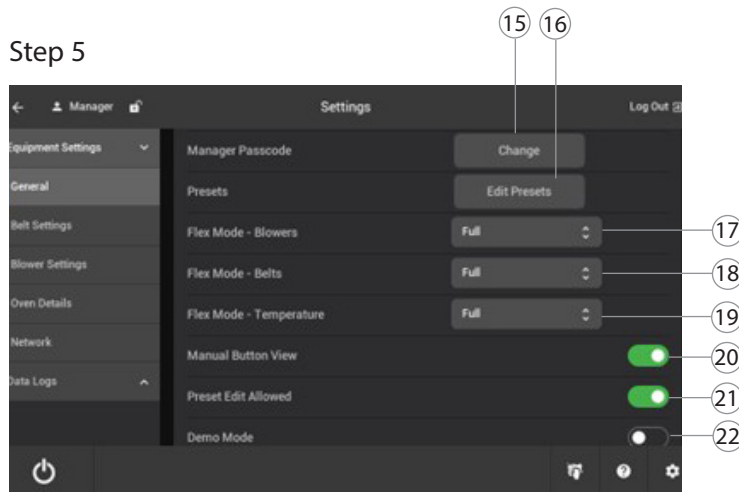 15 16
Step 5
Manager Settings Log Out
Equipment Settings Manager Passcode Change
General Presets Edit Presets
Belt Settings Flex Mode - Blowers Full 17
Blower Settings Flex Mode - Belts Full 18
Oven Details Flex Mode - Temperature Full 19
Network Manual Button View 20
Data Logs Preset Edit Allowed 21
Demo Mode 22